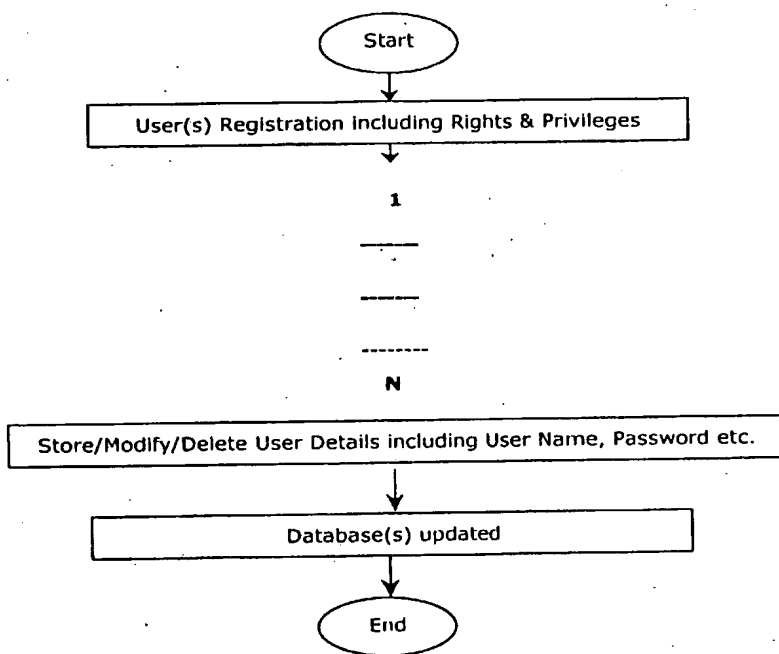 Start
User(s) Registration including Rights & Privileges
1
N
Store/Modify/Delete User Details including User Name, Password etc.
Database(s) updated
End